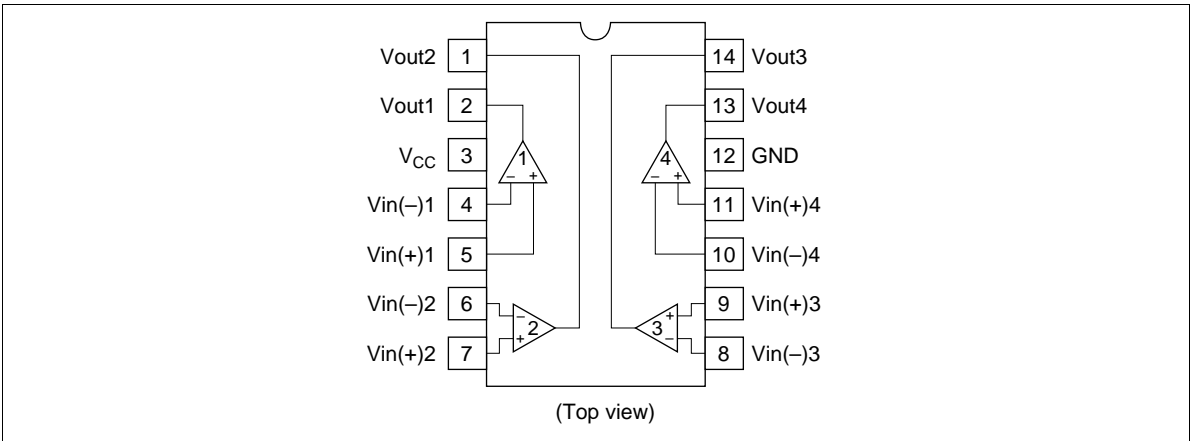 Vout2 1 14 Vout3
Vout1 2 13 Vout4
VCC 3 1 4 12 GND
– + – +
Vin(–)1 4 11 Vin(+)4
Vin(+)1 5 10 Vin(–)4
Vin(–)2 6 – + 9 Vin(+)3
2 3
Vin(+)2 7 + – 8 Vin(–)3
(Top view)